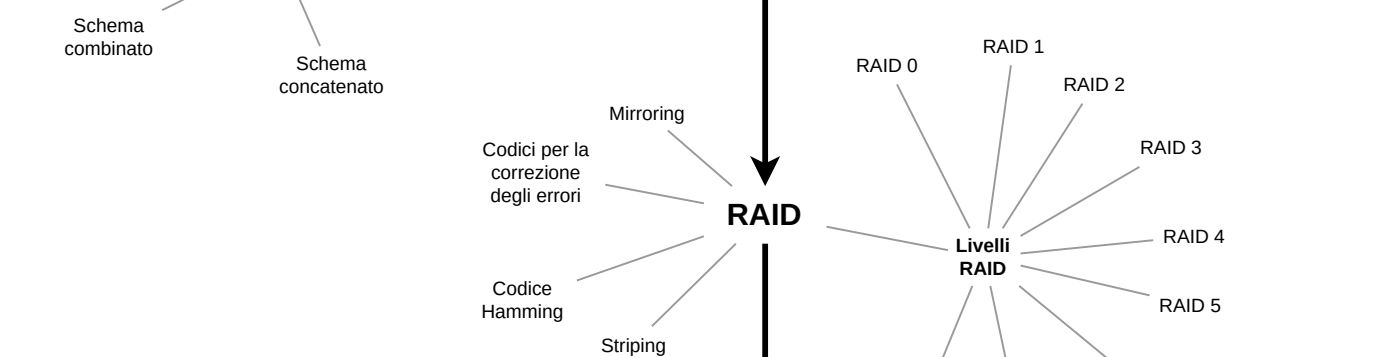 Schema
combinato
Schema
concatenato
Mirroring
Codici per la
correzione
degli errori
RAID
Codice
Hamming
Striping
RAID 0
RAID 1
RAID 2
RAID 3
RAID 4
RAID 5
Livelli
RAID